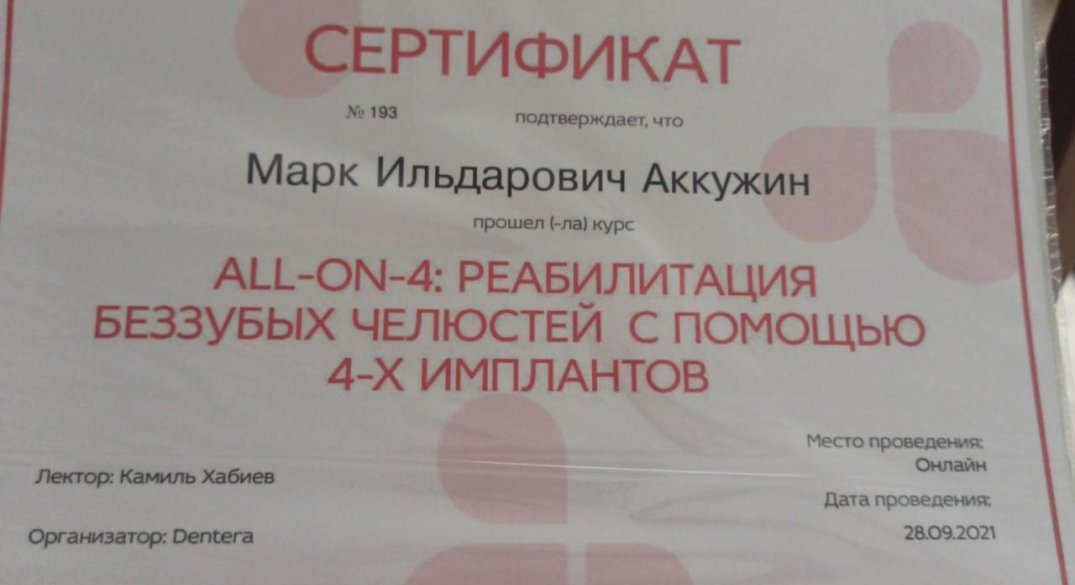 СЕРТИФИКАТ
№ 193 подтверждает, что
Марк Ильдарович Аккужин
прошел (-ла) курс
ALL-ON-4: РЕАБИЛИТАЦИЯ
БЕЗЗУБЫХ ЧЕЛЮСТЕЙ С ПОМОЩЬЮ
4-Х ИМПЛАНТОВ
Лектор: Камиль Хабиев
Организатор: Dentera
Место проведения:
Онлайн
Дата проведения:
28.09.2021